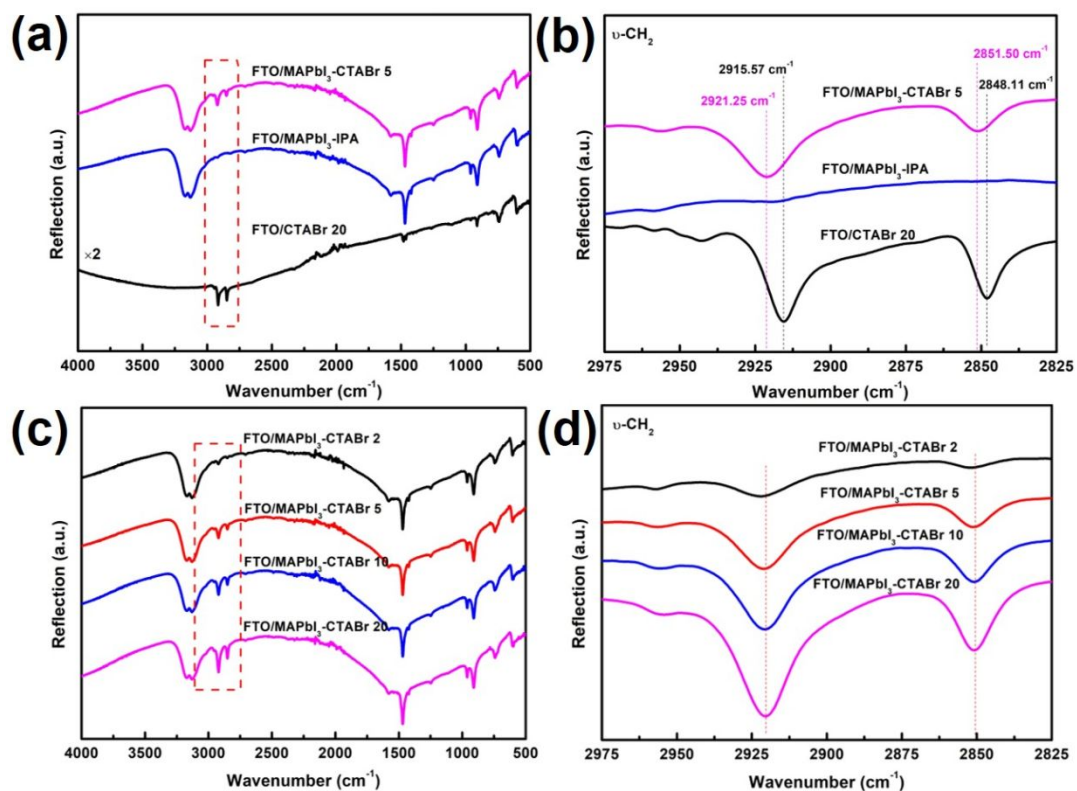 (a)
FTO/MAPbI3-CTABr 5
FTO/MAPbI3-IPA
FTO/CTABr 20
×2
Reflection (a.u.)
4000 3500 3000 2500 2000 1500 1000 500
Wavenumber (cm-1)
(b)
υ-CH2
2915.57 cm-1
2921.25 cm-1
2851.50 cm-1
2848.11 cm-1
FTO/MAPbI3-CTABr 5
FTO/MAPbI3-IPA
FTO/CTABr 20
Reflection (a.u.)
2975 2950 2925 2900 2875 2850 2825
Wavenumber (cm-1)
(c)
FTO/MAPbI3-CTABr 2
FTO/MAPbI3-CTABr 5
FTO/MAPbI3-CTABr 10
FTO/MAPbI3-CTABr 20
Reflection (a.u.)
4000 3500 3000 2500 2000 1500 1000 500
Wavenumber (cm-1)
(d)
υ-CH2
FTO/MAPbI3-CTABr 2
FTO/MAPbI3-CTABr 5
FTO/MAPbI3-CTABr 10
FTO/MAPbI3-CTABr 20
Reflection (a.u.)
2975 2950 2925 2900 2875 2850 2825
Wavenumber (cm-1)